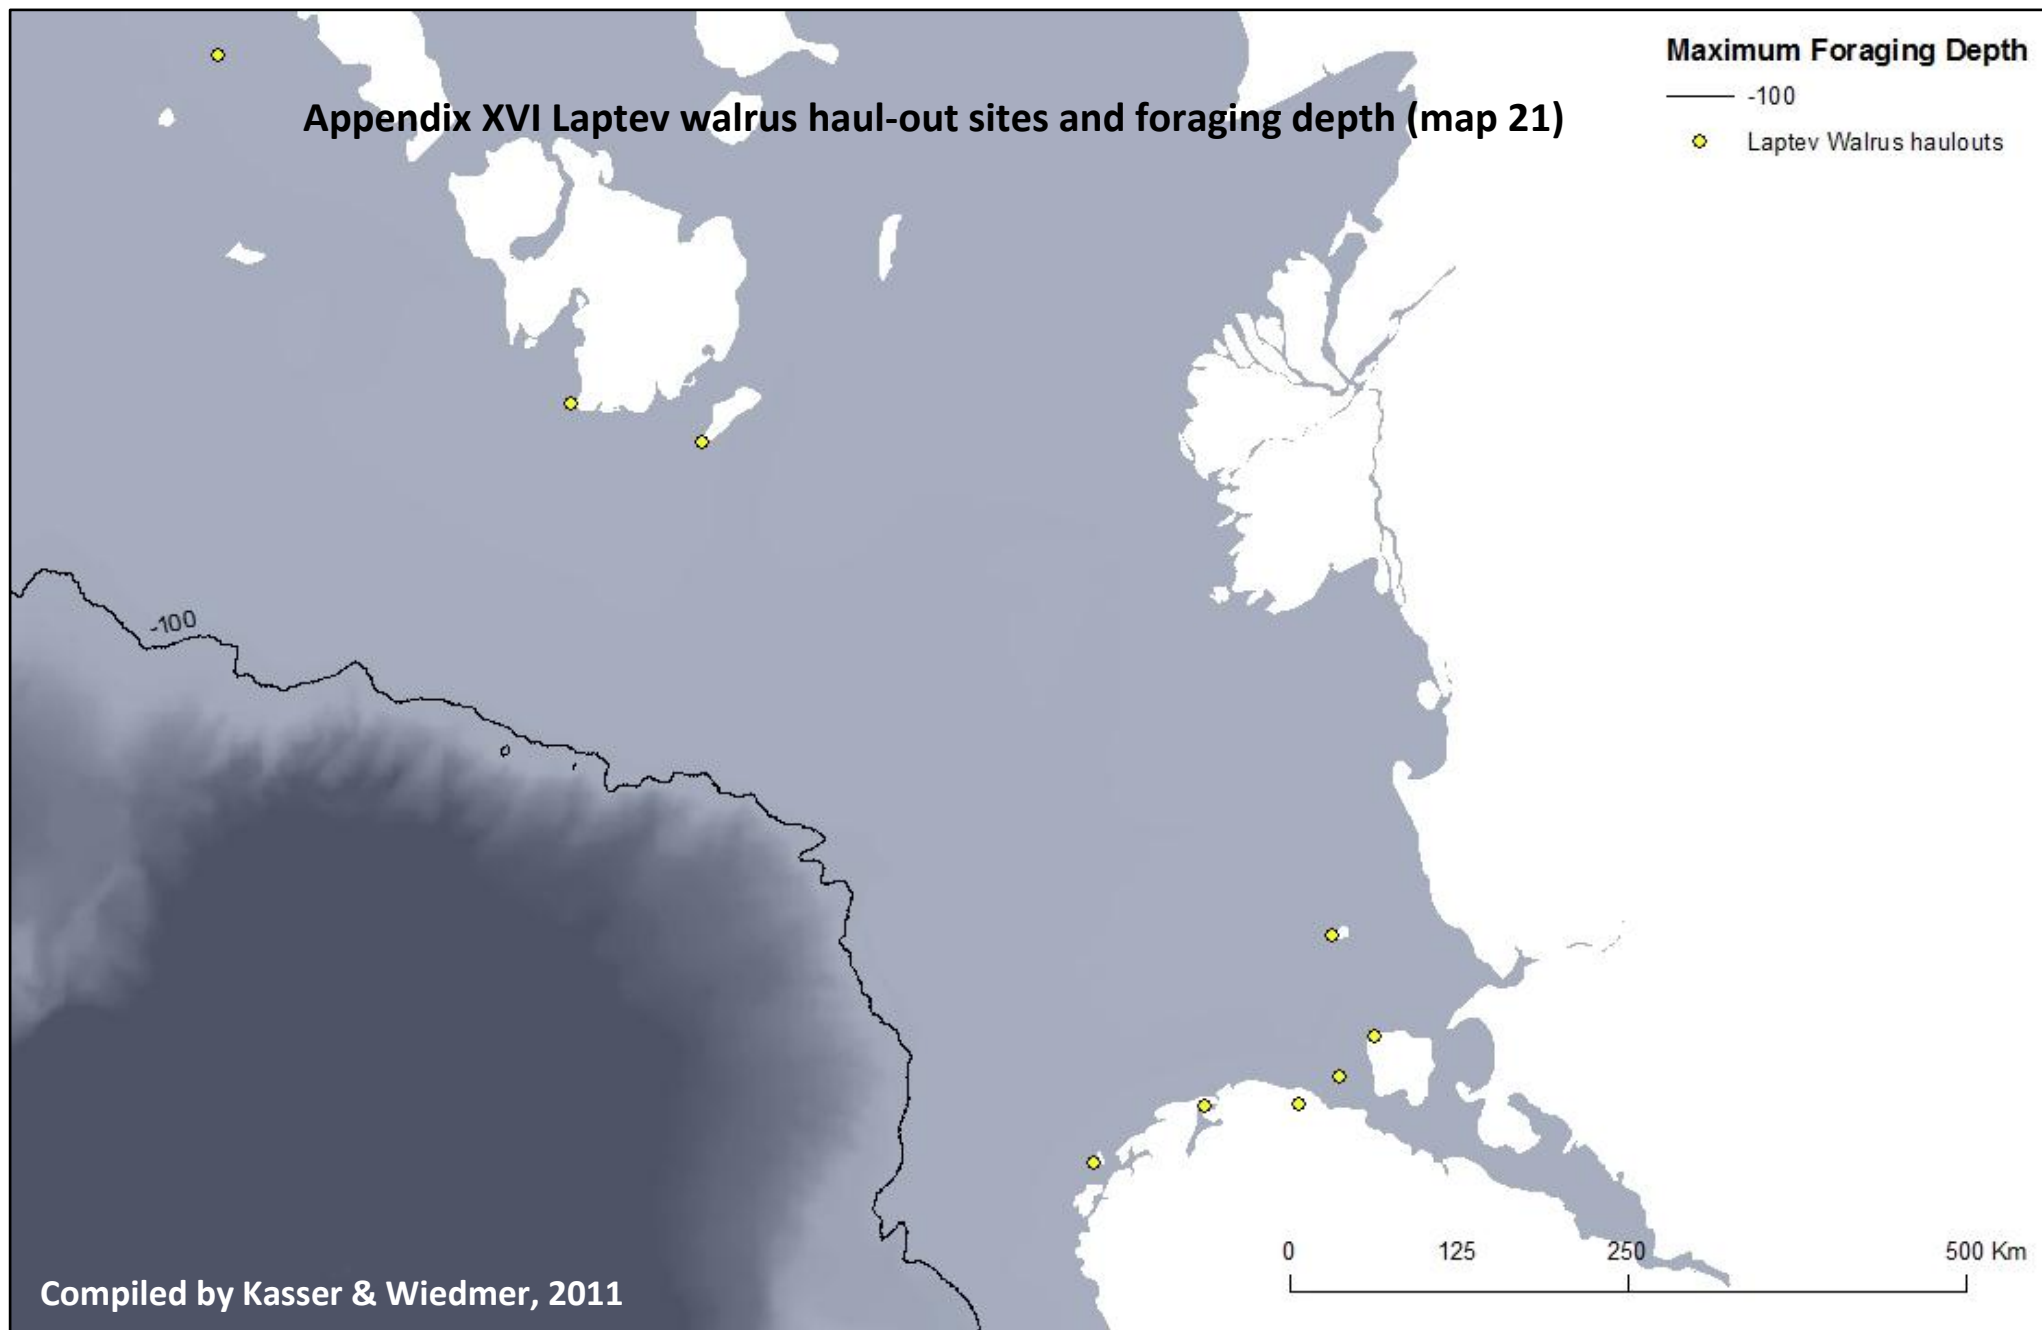 Maximum Foraging Depth
-100
Laptev Walrus haulouts
Appendix XVI Laptev walrus haul-out sites and foraging depth (map 21)
-100
0 125 250 500 Km
Compiled by Kasser & Wiedmer, 2011